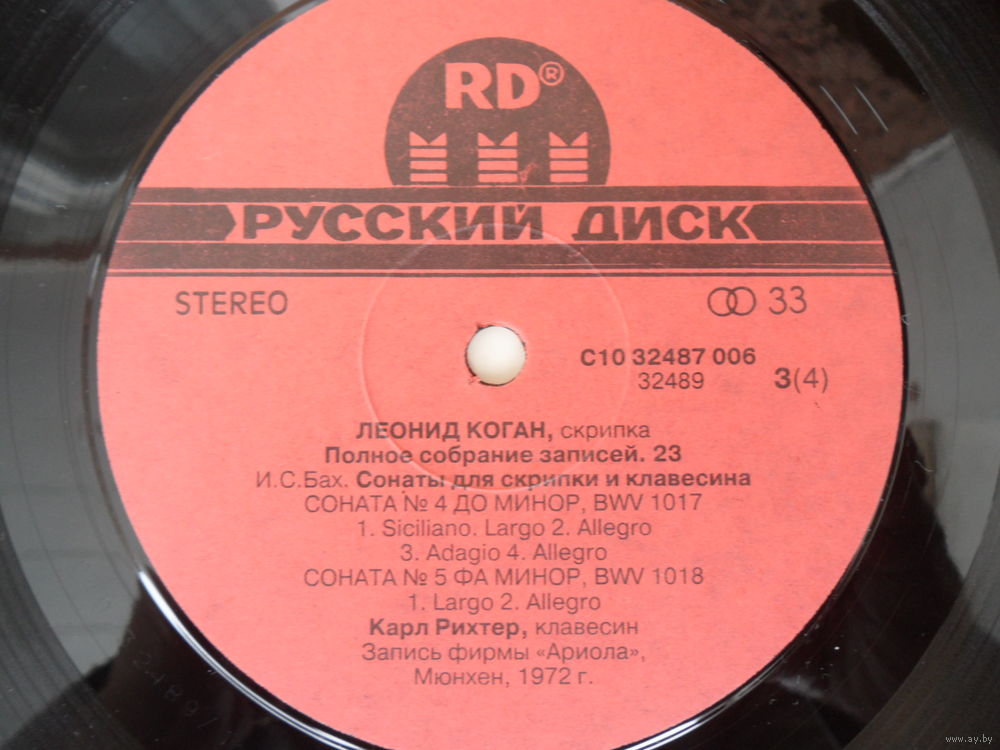 RD®
РУССКИЙ ДИСК
STEREO
33
С10 32487 006
32489
3(4)
ЛЕОНИД КОГАН, скрипка
Полное собрание записей. 23
И.С.Бах. Сонаты для скрипки и клавесина
СОНАТА № 4 ДО МИНОР, BWV 1017
1. Siciliano. Largo 2. Allegro
3. Adagio 4. Allegro
СОНАТА № 5 ФА МИНОР, BWV 1018
1. Largo 2. Allegro
Карл Рихтер, клавесин
Запись фирмы «Ариола»,
Мюнхен, 1972 г.
www.ay.by